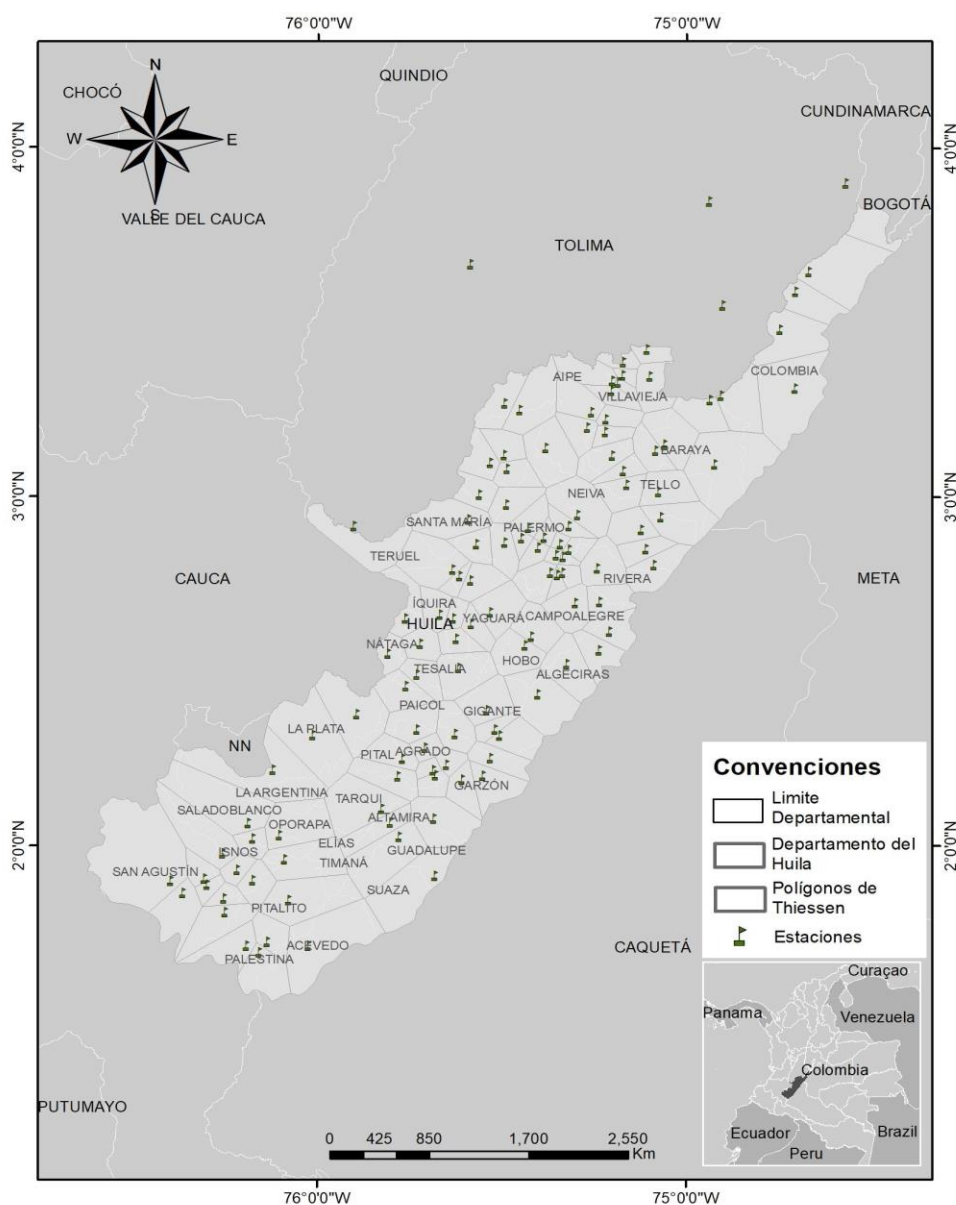 76°0'0"W
75°0'0"W
QUINDIO
CHOCÓ
N
CUNDINAMARCA
W
E
4°0'0"N
4°0'0"N
S
BOGOTÁ
VALLE DEL CAUCA
TOLIMA
COLOMBIA
AIPE
VILLAVIEJA
BARAYA
TELLO
3°0'0"N
3°0'0"N
NEIVA
SANTA MARÍA
PALERMO
TERUEL
CAUCA
META
RIVERA
ÍQUIRA
HUILA
YAGUARÁ
CAMPOALEGRE
NÁTAGA
HOBO
TESALIA
ALGECIRAS
PAICOL
GIGANTE
LA PLATA
NN
PITAL
AGRADO
GARZÓN
LA ARGENTINA
TARQUI
SALADOBLANCO
ALTAMIRA
OPORAPA
ELÍAS
2°0'0"N
2°0'0"N
ISNOS
GUADALUPE
TIMANÁ
SAN AGUSTÍN
SUAZA
PITALITO
ACEVEDO
PALESTINA
CAQUETÁ
PUTUMAYO
Convenciones
Limite
Departamental
Departamento del
Huila
Polígonos de
Thiessen
Estaciones
Curaçao
Panama
Venezuela
Colombia
Ecuador
Brazil
Peru
0 425 850 1,700 2,550
Km
76°0'0"W
75°0'0"W